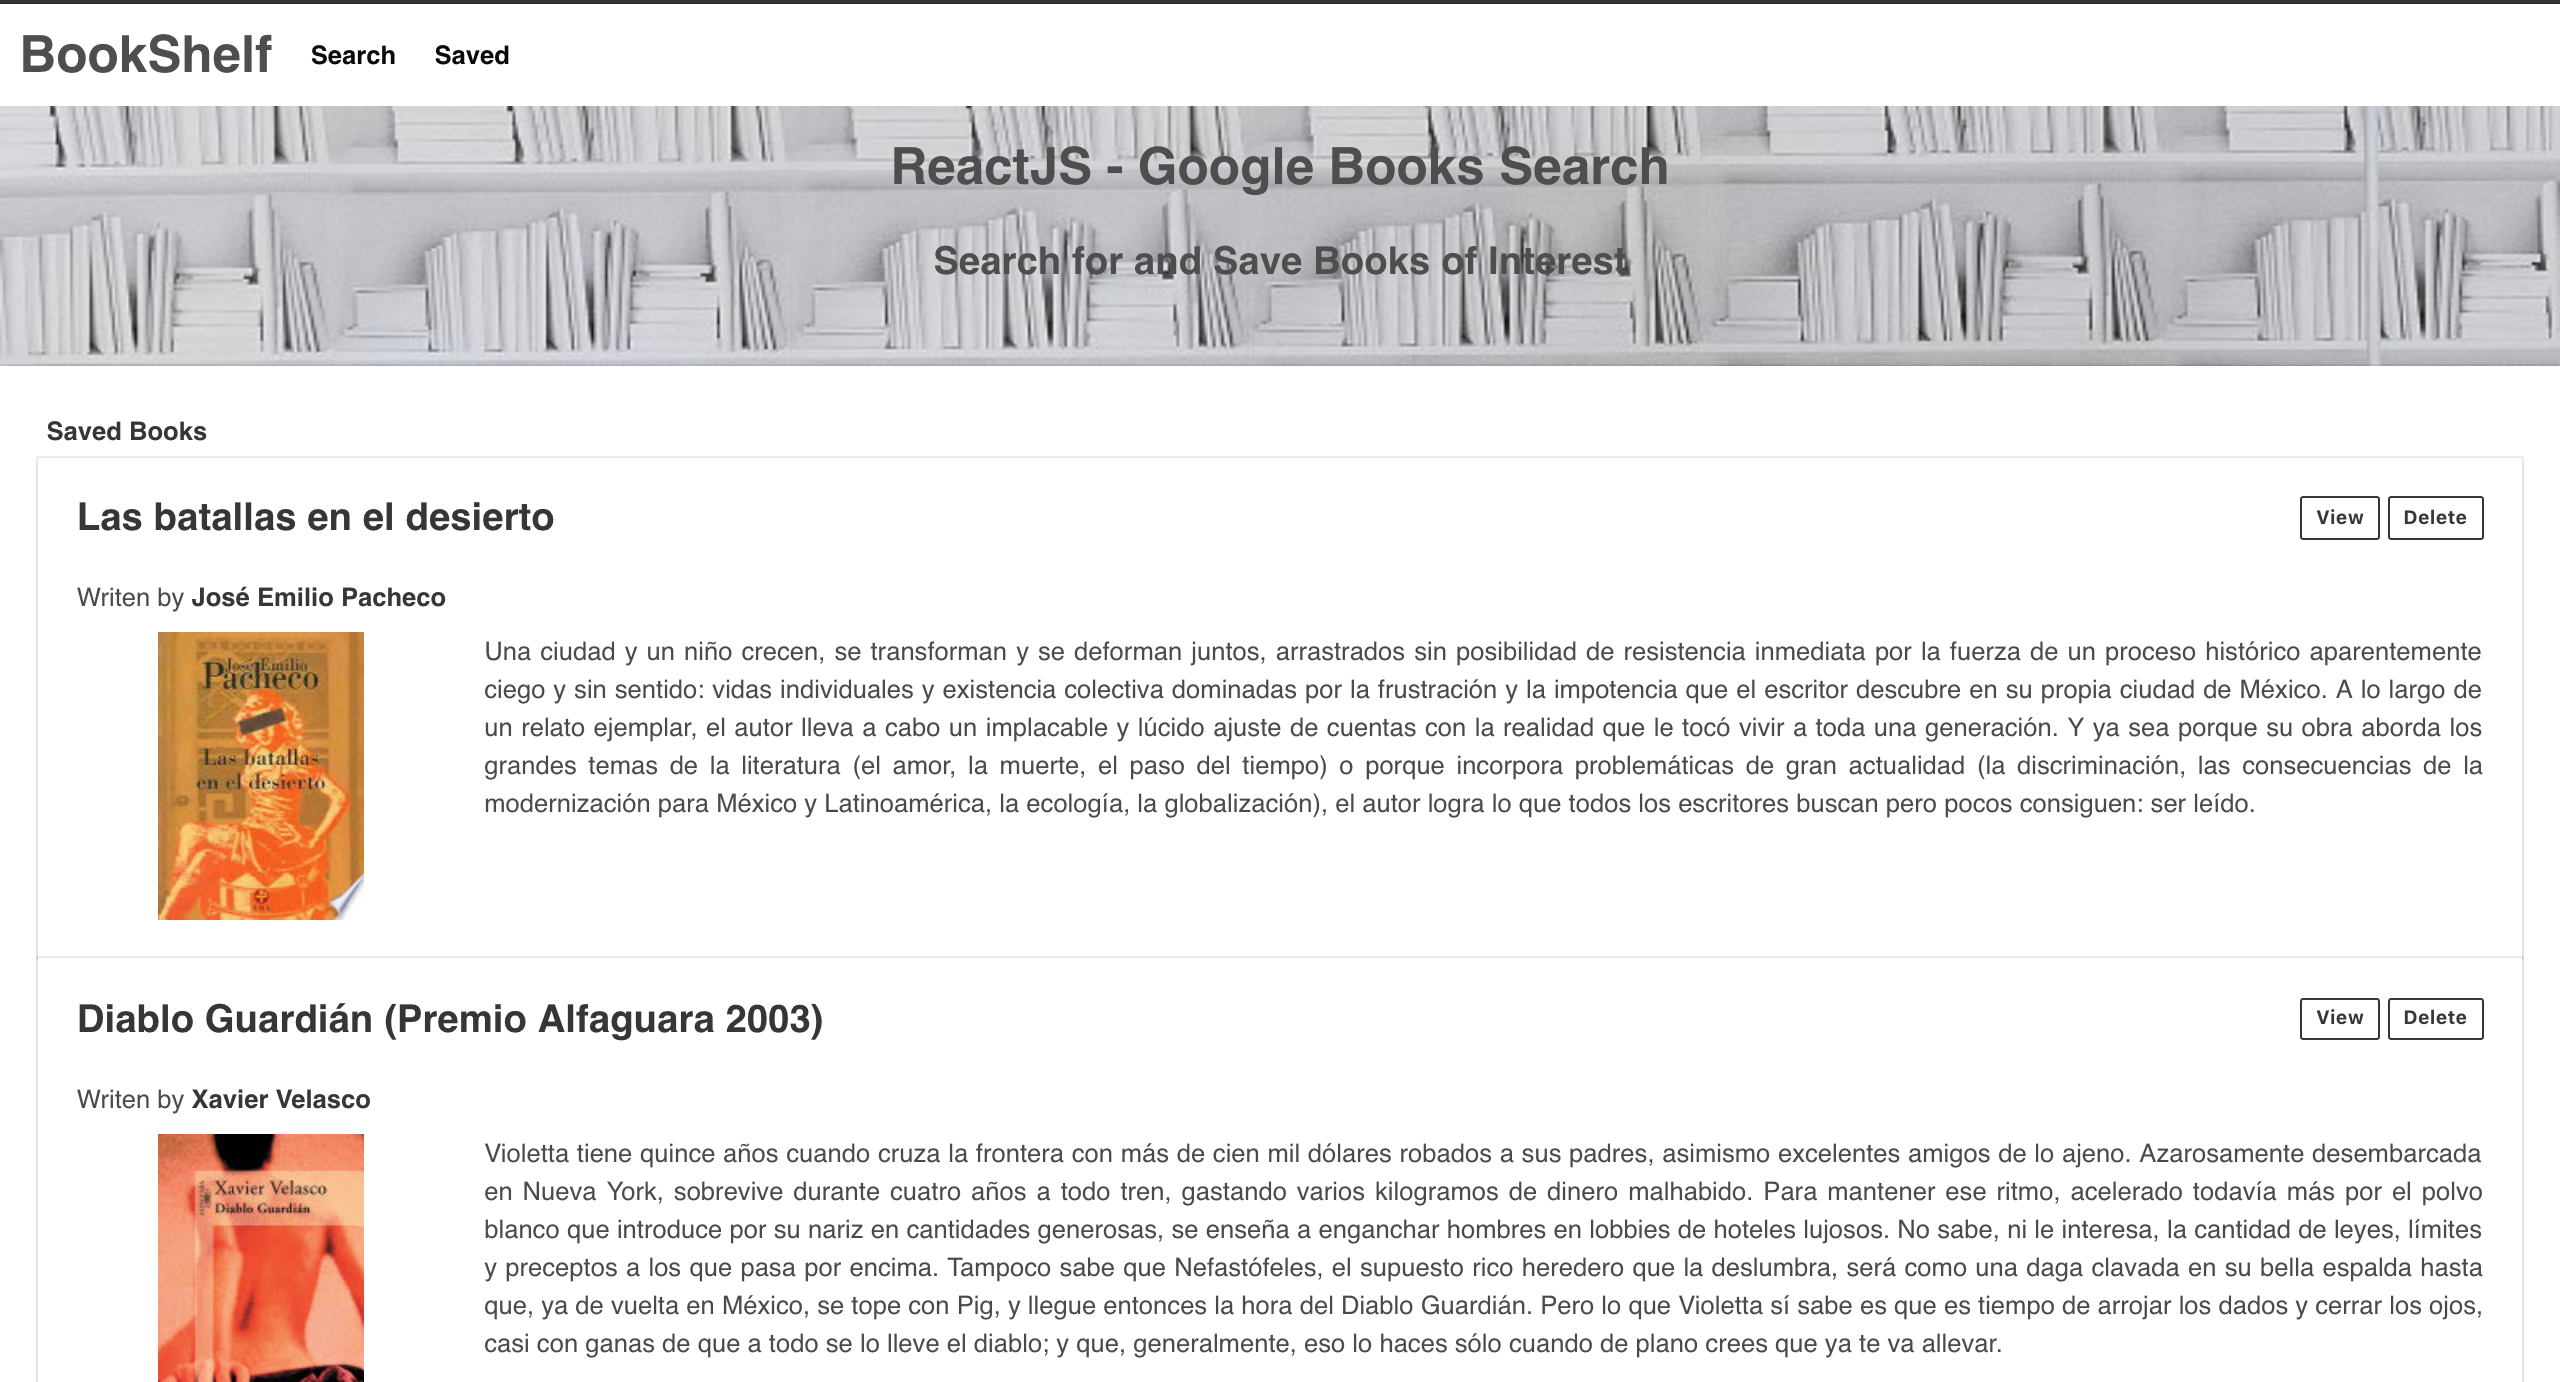 BookShelf Search Saved
ReactJS - Google Books Search
Search for and Save Books of Interest
Saved Books
Las batallas en el desierto
View Delete
Writen by José Emilio Pacheco
José Emilio
Pacheco
Las batallas
en el desierto
Una ciudad y un niño crecen, se transforman y se deforman juntos, arrastrados sin posibilidad de resistencia inmediata por la fuerza de un proceso histórico aparentemente
ciego y sin sentido: vidas individuales y existencia colectiva dominadas por la frustración y la impotencia que el escritor descubre en su propia ciudad de México. A lo largo de
un relato ejemplar, el autor lleva a cabo un implacable y lúcido ajuste de cuentas con la realidad que le tocó vivir a toda una generación. Y ya sea porque su obra aborda los
grandes temas de la literatura (el amor, la muerte, el paso del tiempo) o porque incorpora problemáticas de gran actualidad (la discriminación, las consecuencias de la
modernización para México y Latinoamérica, la ecología, la globalización), el autor logra lo que todos los escritores buscan pero pocos consiguen: ser leído.
Diablo Guardián (Premio Alfaguara 2003)
View Delete
Writen by Xavier Velasco
Xavier Velasco
Diablo Guardián
Violetta tiene quince años cuando cruza la frontera con más de cien mil dólares robados a sus padres, asimismo excelentes amigos de lo ajeno. Azarosamente desembarcada
en Nueva York, sobrevive durante cuatro años a todo tren, gastando varios kilogramos de dinero malhabido. Para mantener ese ritmo, acelerado todavía más por el polvo
blanco que introduce por su nariz en cantidades generosas, se enseña a enganchar hombres en lobbies de hoteles lujosos. No sabe, ni le interesa, la cantidad de leyes, límites
y preceptos a los que pasa por encima. Tampoco sabe que Nefastófeles, el supuesto rico heredero que la deslumbra, será como una daga clavada en su bella espalda hasta
que, ya de vuelta en México, se tope con Pig, y llegue entonces la hora del Diablo Guardián. Pero lo que Violetta sí sabe es que es tiempo de arrojar los dados y cerrar los ojos,
casi con ganas de que a todo se lo lleve el diablo; y que, generalmente, eso lo haces sólo cuando de plano crees que ya te va allevar.